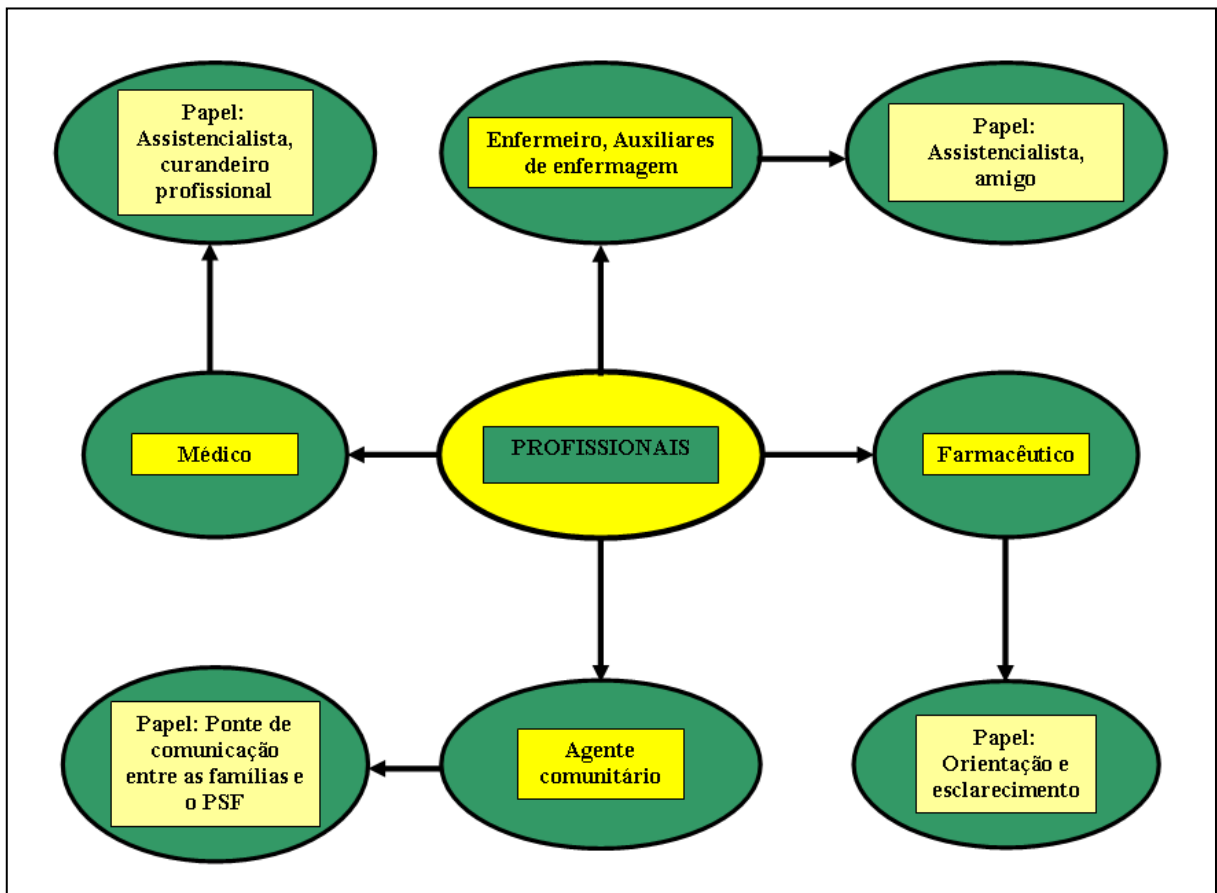 Papel:
Assistencialista,
curandeiro
profissional
Enfermeiro, Auxiliares
de enfermagem
Papel:
Assistencialista,
amigo
Médico
PROFISSIONAIS
Farmacêutico
Papel: Ponte de
comunicação
entre as famílias e
o PSF
Agente
comunitário
Papel:
Orientação e
esclarecimento